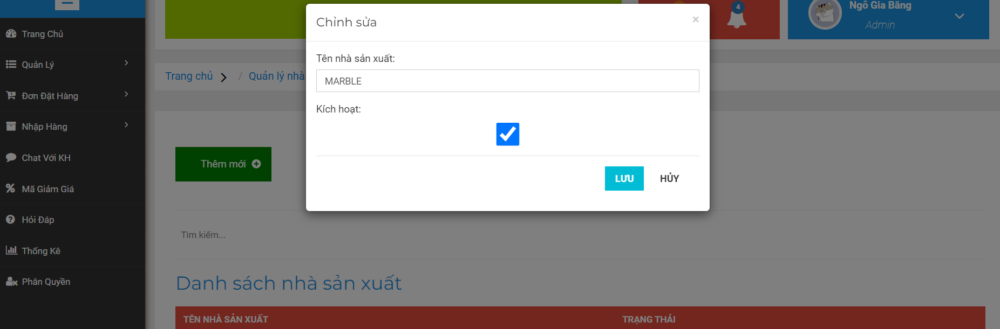 Trang Chủ
Quản Lý
Đơn Đặt Hàng
Nhập Hàng
Chat Với KH
Mã Giảm Giá
Hỏi Đáp
Thống Kê
Phân Quyền
4
Ngô Gia Băng
Admin
Trang chủ / Quản lý nhà
Chỉnh sửa
×
Tên nhà sản xuất:
MARBLE
Kích hoạt:
LƯU HỦY
Thêm mới
Tìm kiếm...
Danh sách nhà sản xuất
TÊN NHÀ SẢN XUẤT TRẠNG THÁI